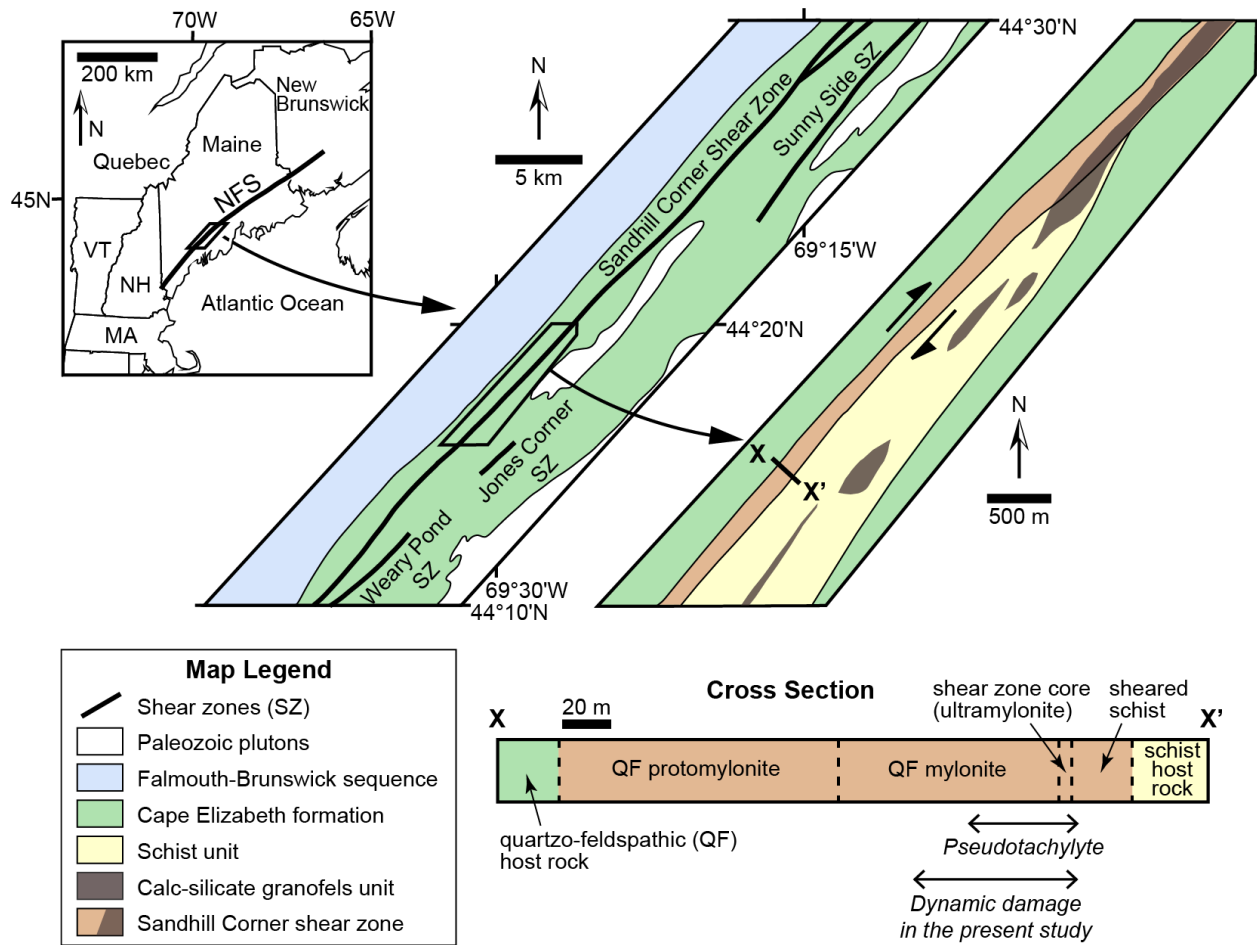 70W
65W
200 km
N
New
Brunswick
Maine
Quebec
45N
NFS
VT
NH
Atlantic Ocean
MA
N
5 km
44°30'N
Sandhill Corner Shear Zone
Sunny Side SZ
69°15'W
44°20'N
Jones Corner
SZ
Weary Pond
SZ
69°30'W
44°10'N
X
X’
N
500 m
Map Legend
Shear zones (SZ)
Paleozoic plutons
Falmouth-Brunswick sequence
Cape Elizabeth formation
Schist unit
Calc-silicate granofels unit
Sandhill Corner shear zone
Cross Section
X
20 m
shear zone core
(ultramylonite)
sheared
schist
X’
QF protomylonite
QF mylonite
schist
host
rock
quartzo-feldspathic (QF)
host rock
Pseudotachylyte
Dynamic damage
in the present study